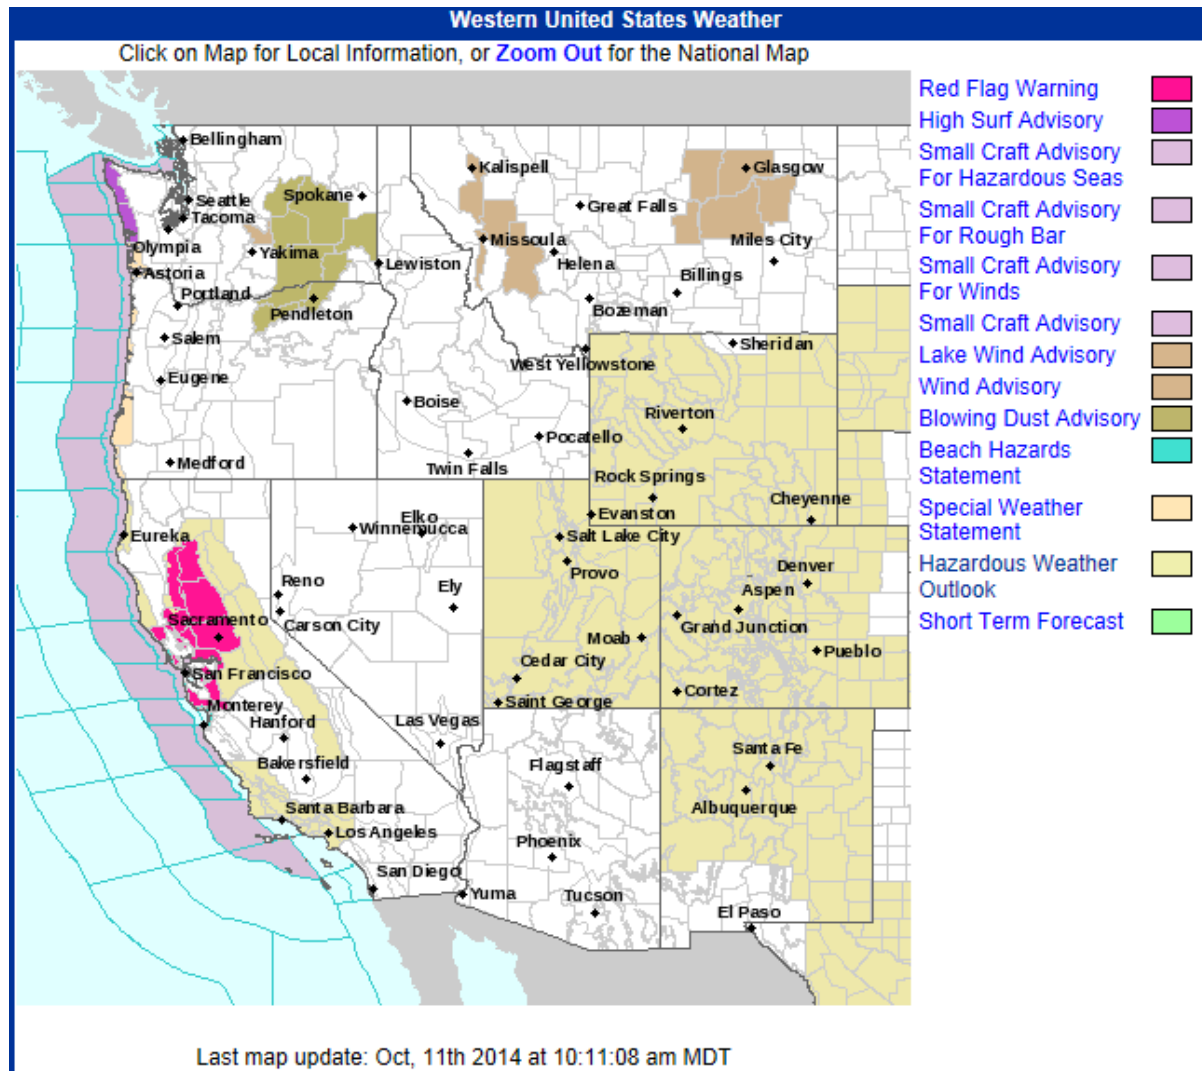 Western United States Weather
Click on Map for Local Information, or Zoom Out for the National Map
Red Flag Warning
High Surf Advisory
Small Craft Advisory
For Hazardous Seas
Small Craft Advisory
For Rough Bar
Small Craft Advisory
For Winds
Small Craft Advisory
Lake Wind Advisory
Wind Advisory
Blowing Dust Advisory
Beach Hazards
Statement
Special Weather
Statement
Hazardous Weather
Outlook
Short Term Forecast
Bellingham
Kalispell
Glasgow
Seattle
Spokane
Great Falls
Tacoma
Olympia
Yakima
Missoula
Miles City
Astoria
Lewiston
Helena
Billings
Portland
Pendleton
Bozeman
Salem
Sheridan
West Yellowstone
Eugene
Boise
Riverton
Pocatello
Medford
Twin Falls
Rock Springs
Cheyenne
Eureka
Elko
Winnemucca
Evanston
Salt Lake City
Reno
Provo
Denver
Ely
Aspen
Sacramento
Carson City
Grand Junction
Moab
Pueblo
San Francisco
Cedar City
Cortez
Monterey
Saint George
Hanford
Las Vegas
Santa Fe
Bakersfield
Flagstaff
Santa Barbara
Albuquerque
Los Angeles
Phoenix
San Diego
Yuma
Tucson
El Paso
Last map update: Oct, 11th 2014 at 10:11:08 am MDT